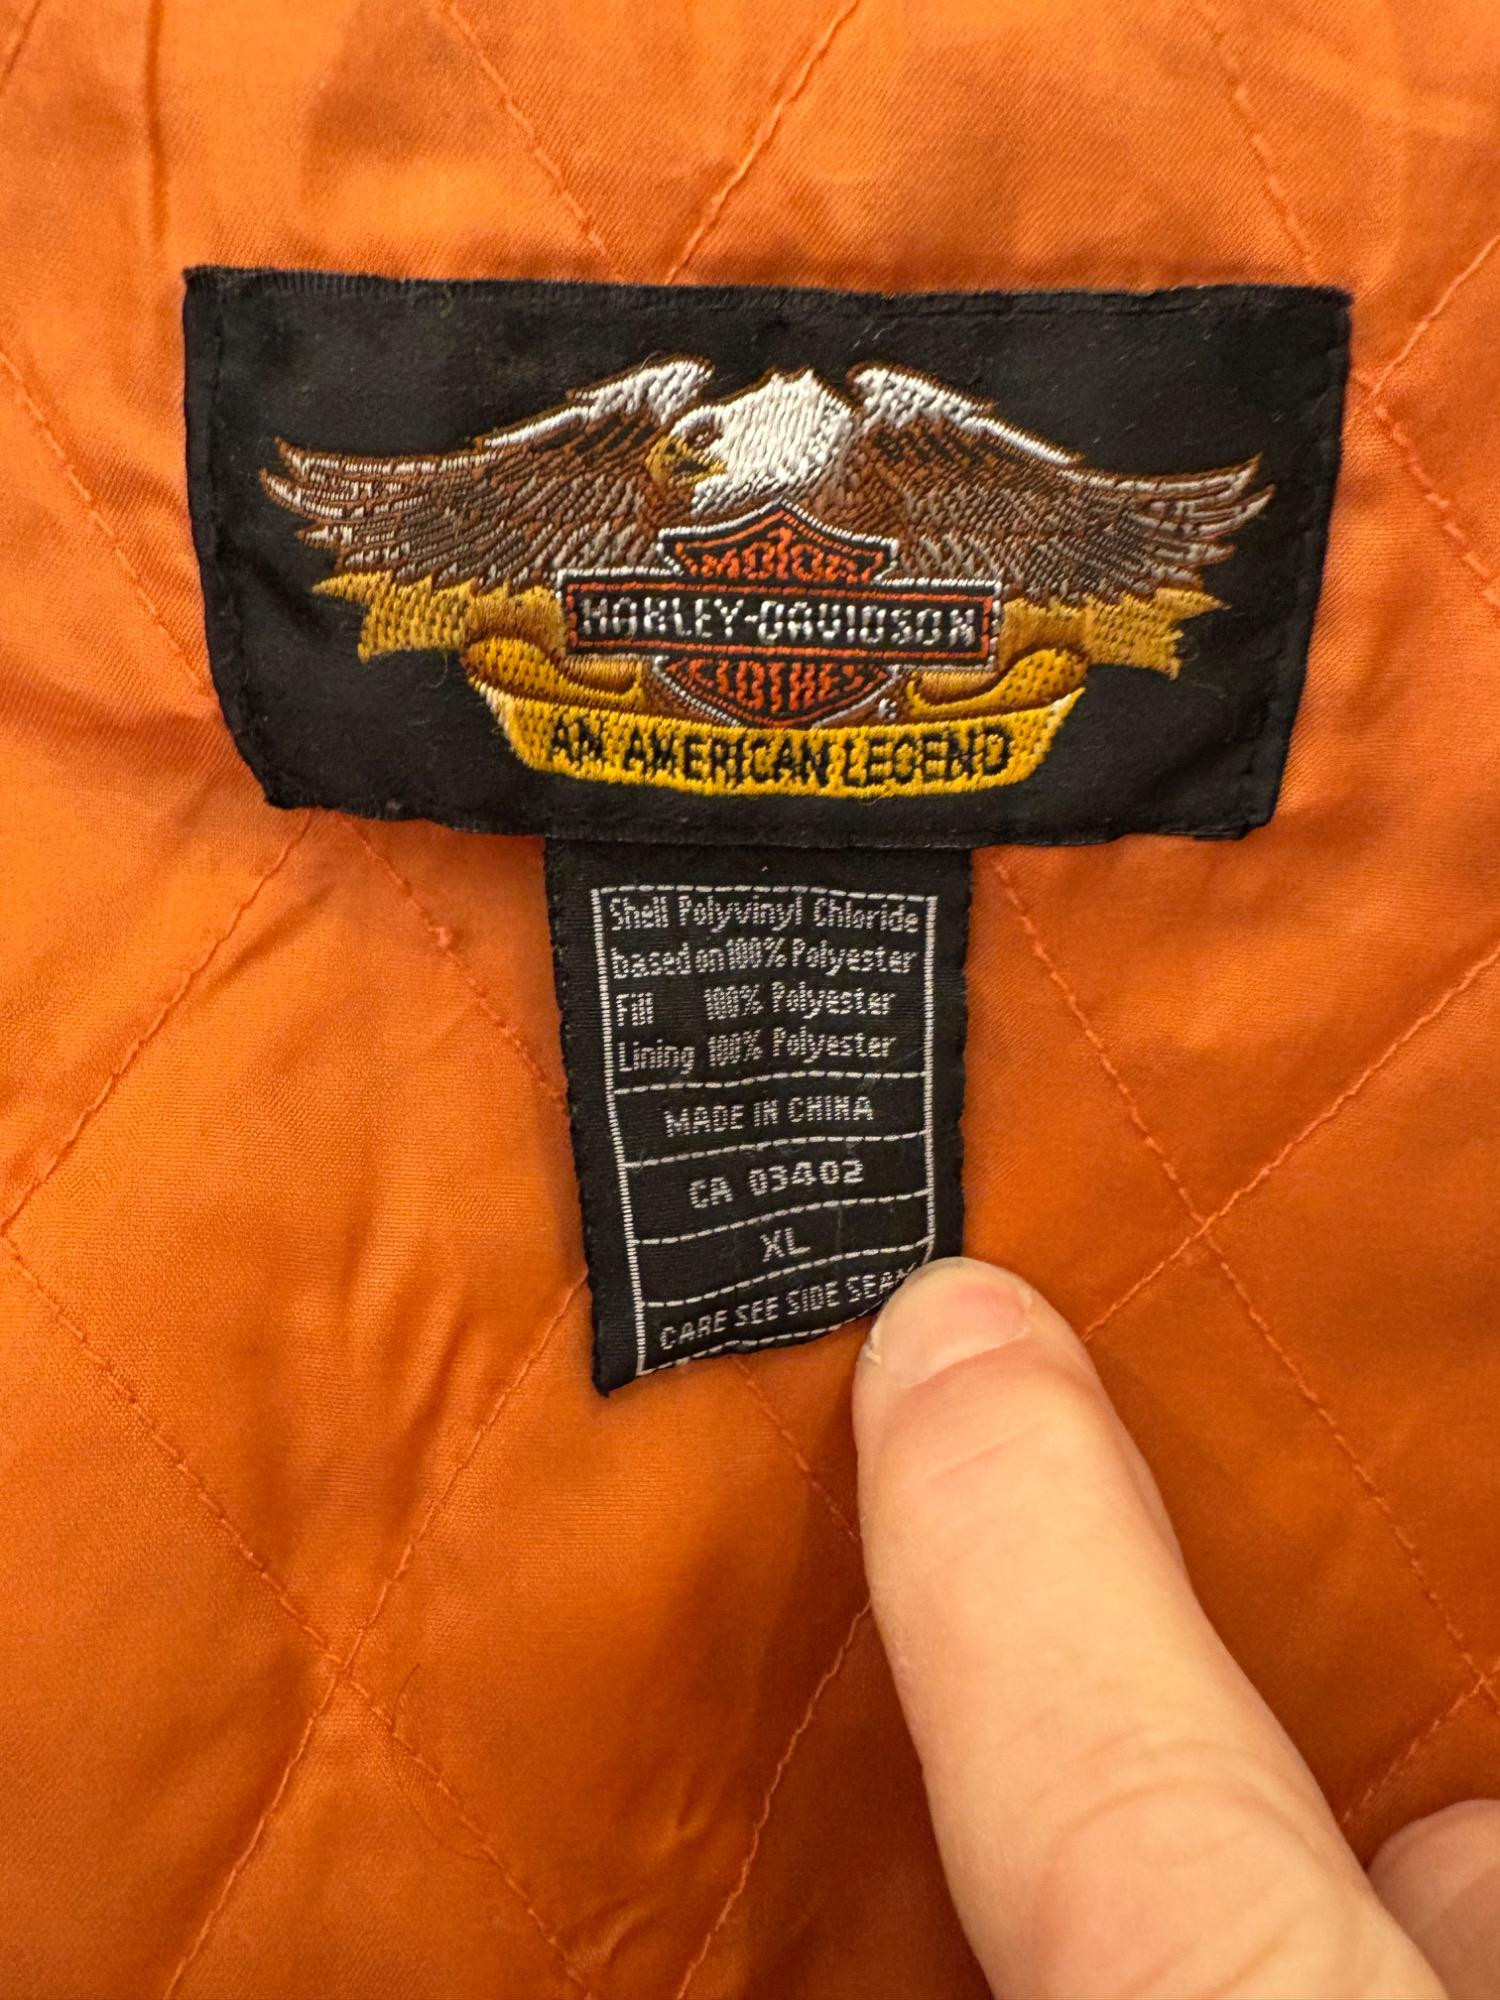 MOTOR
HARLEY-DAVIDSON
CLOTHES
®
AN AMERICAN LEGEND
Shell Polyvinyl Chloride
based on 100% Polyester
Fill 100% Polyester
Lining 100% Polyester
MADE IN CHINA
CA 03402
XL
CARE SEE SIDE SEAM